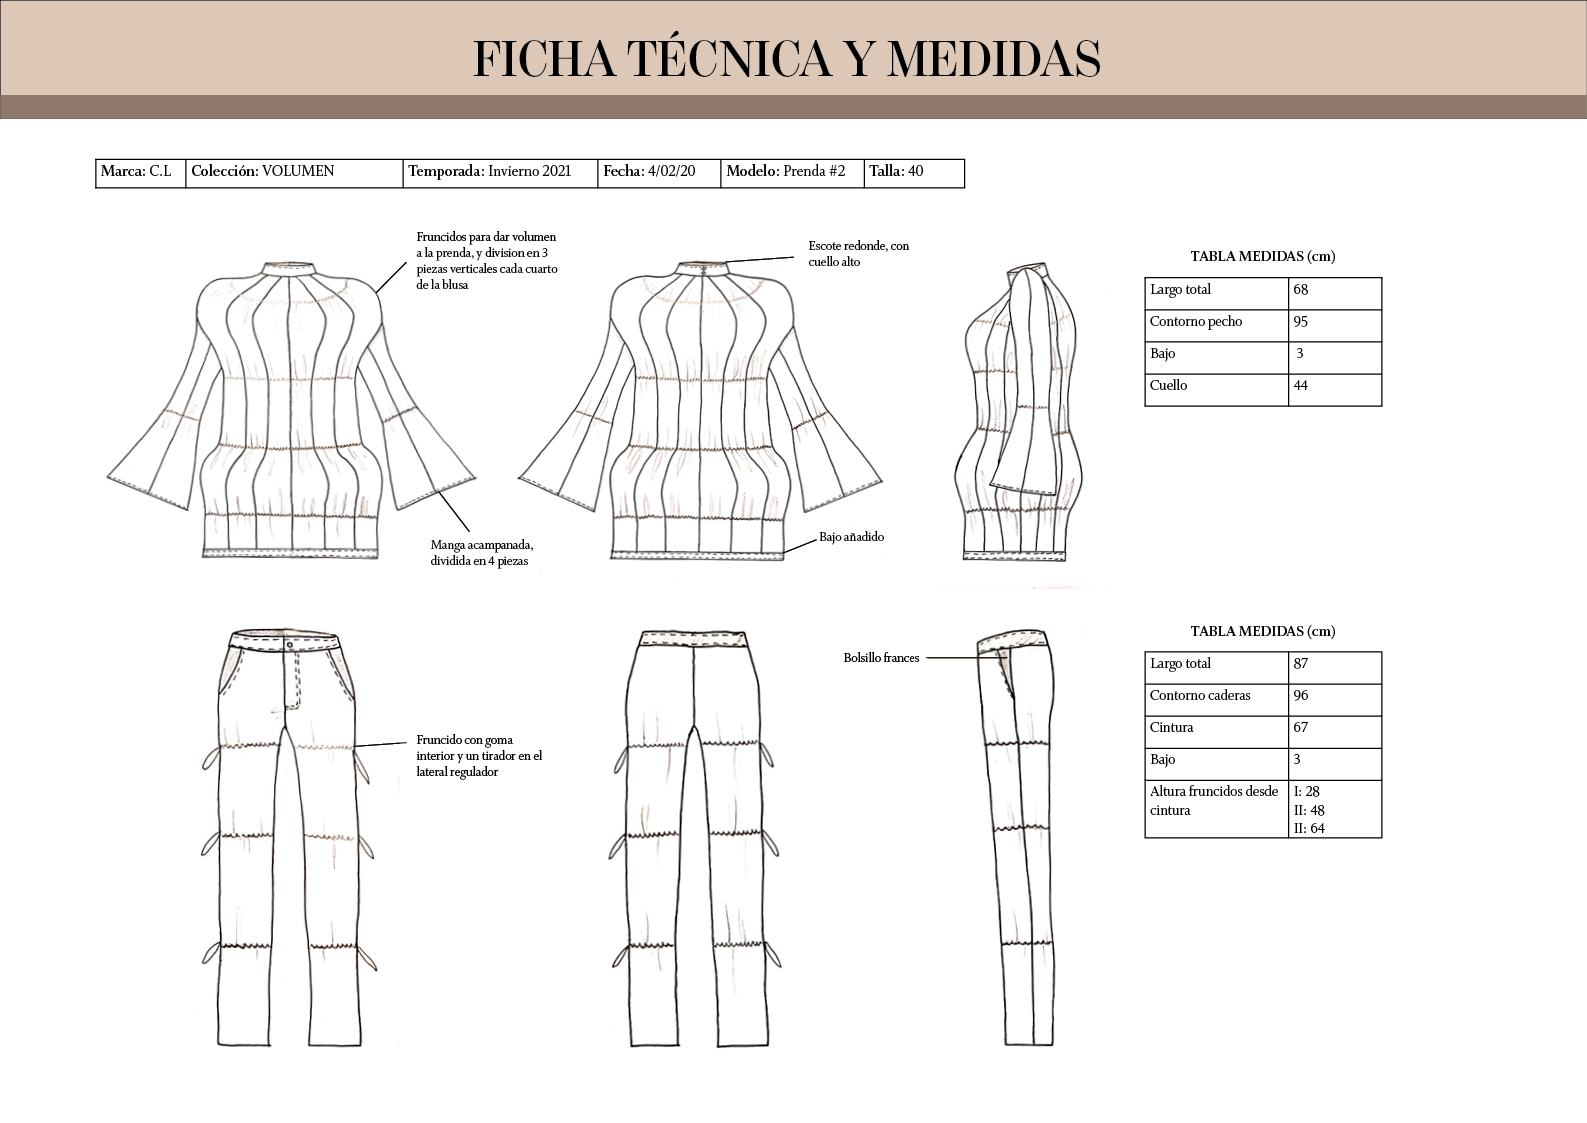 FICHA TÉCNICA Y MEDIDAS
Marca: C.L Colección: VOLUMEN Temporada: Invierno 2021 Fecha: 4/02/20 Modelo: Prenda #2 Talla: 40
Fruncidos para dar volumen
a la prenda, y division en 3
piezas verticales cada cuarto
de la blusa
Escote redonde, con
cuello alto
Manga acampanada,
dividida en 4 piezas
Bajo añadido
TABLA MEDIDAS (cm)
Largo total 68
Contorno pecho 95
Bajo 3
Cuello 44
Bolsillo frances
Fruncido con goma
interior y un tirador en el
lateral regulador
TABLA MEDIDAS (cm)
Largo total 87
Contorno caderas 96
Cintura 67
Bajo 3
Altura fruncidos desde I: 28
cintura II: 48
II: 64